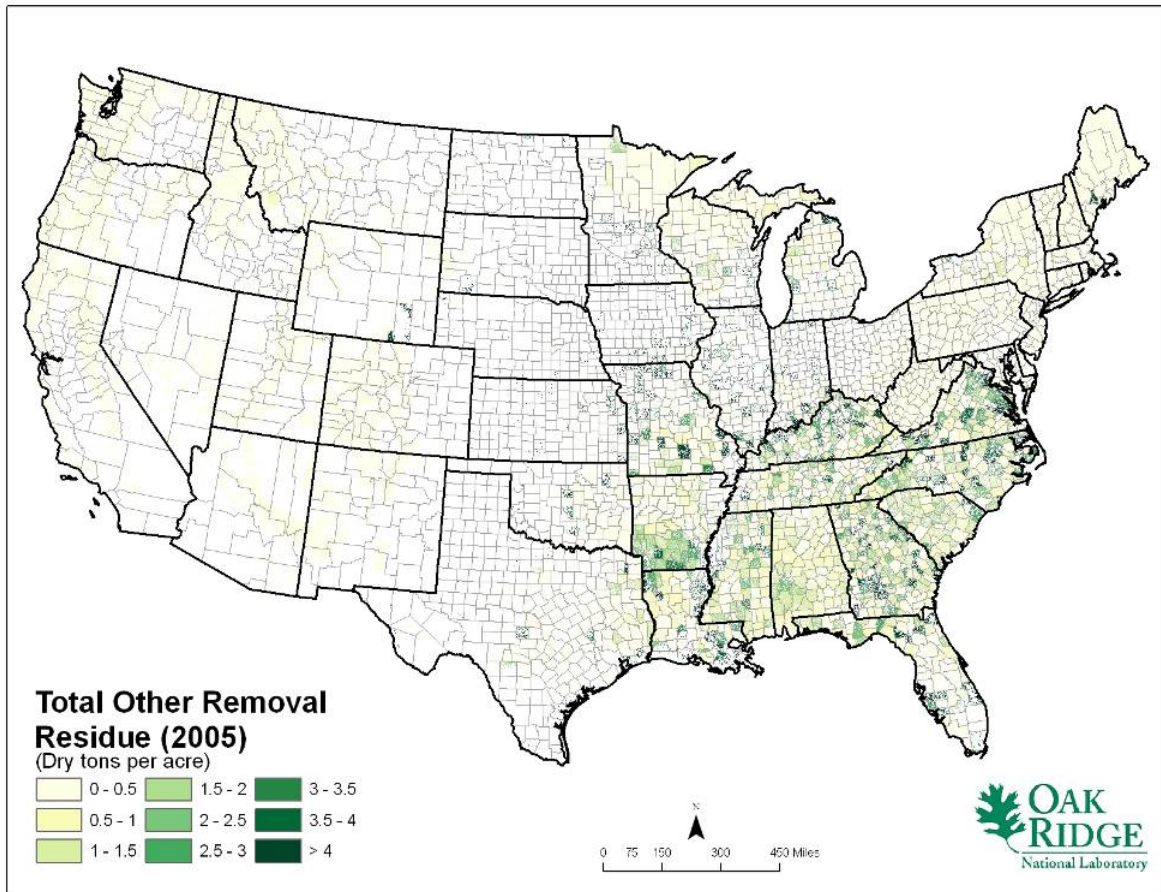 Total Other Removal
Residue (2005)
(Dry tons per acre)
0 - 0.5 1.5 - 2 3 - 3.5
0.5 - 1 2 - 2.5 3.5 - 4
1 - 1.5 2.5 - 3 > 4
N
0 75 150 300 450 Miles
OAK
RIDGE
National Laboratory